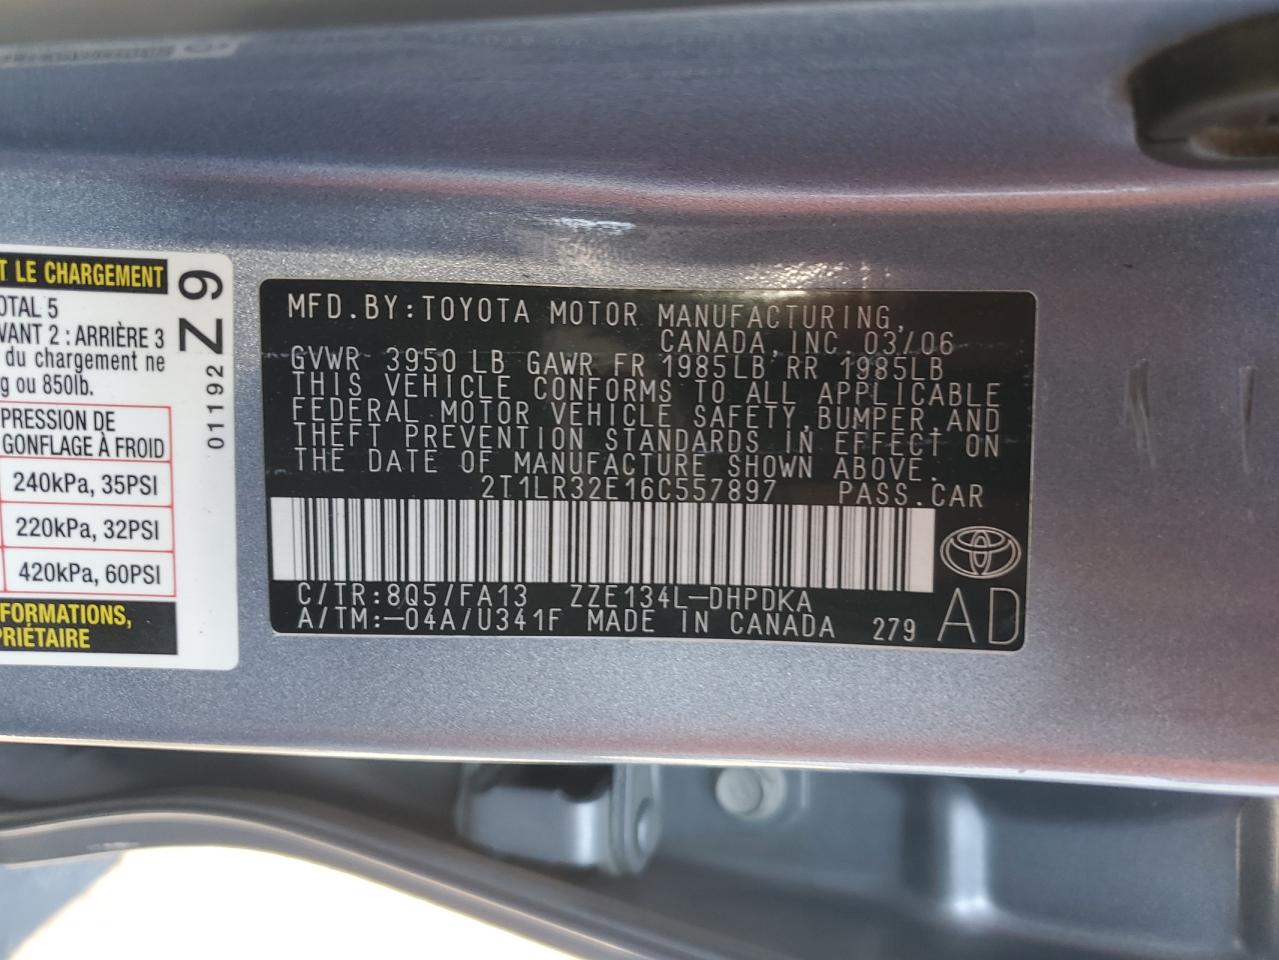 T LE CHARGEMENT
OTAL 5
VANT 2 : ARRIÈRE 3
du chargement ne
g ou 850lb.
PRESSION DE
GONFLAGE À FROID
240kPa, 35PSI
220kPa, 32PSI
420kPa, 60PSI
FORMATIONS,
PRIÉTAIRE
01192 Z9
MFD.BY:TOYOTA MOTOR MANUFACTURING,
CANADA,INC. 03/06
GVWR 3950 LB GAWR FR 1985LB RR 1985LB
THIS VEHICLE CONFORMS TO ALL APPLICABLE
FEDERAL MOTOR VEHICLE SAFETY,BUMPER,AND
THEFT PREVENTION STANDARDS IN EFFECT ON
THE DATE OF MANUFACTURE SHOWN ABOVE.
2T1LR32E16C557897 PASS.CAR
C/TR:8Q5/FA13 ZZE134L-DHPDKA
A/TM:-04A/U341F MADE IN CANADA 279 AD